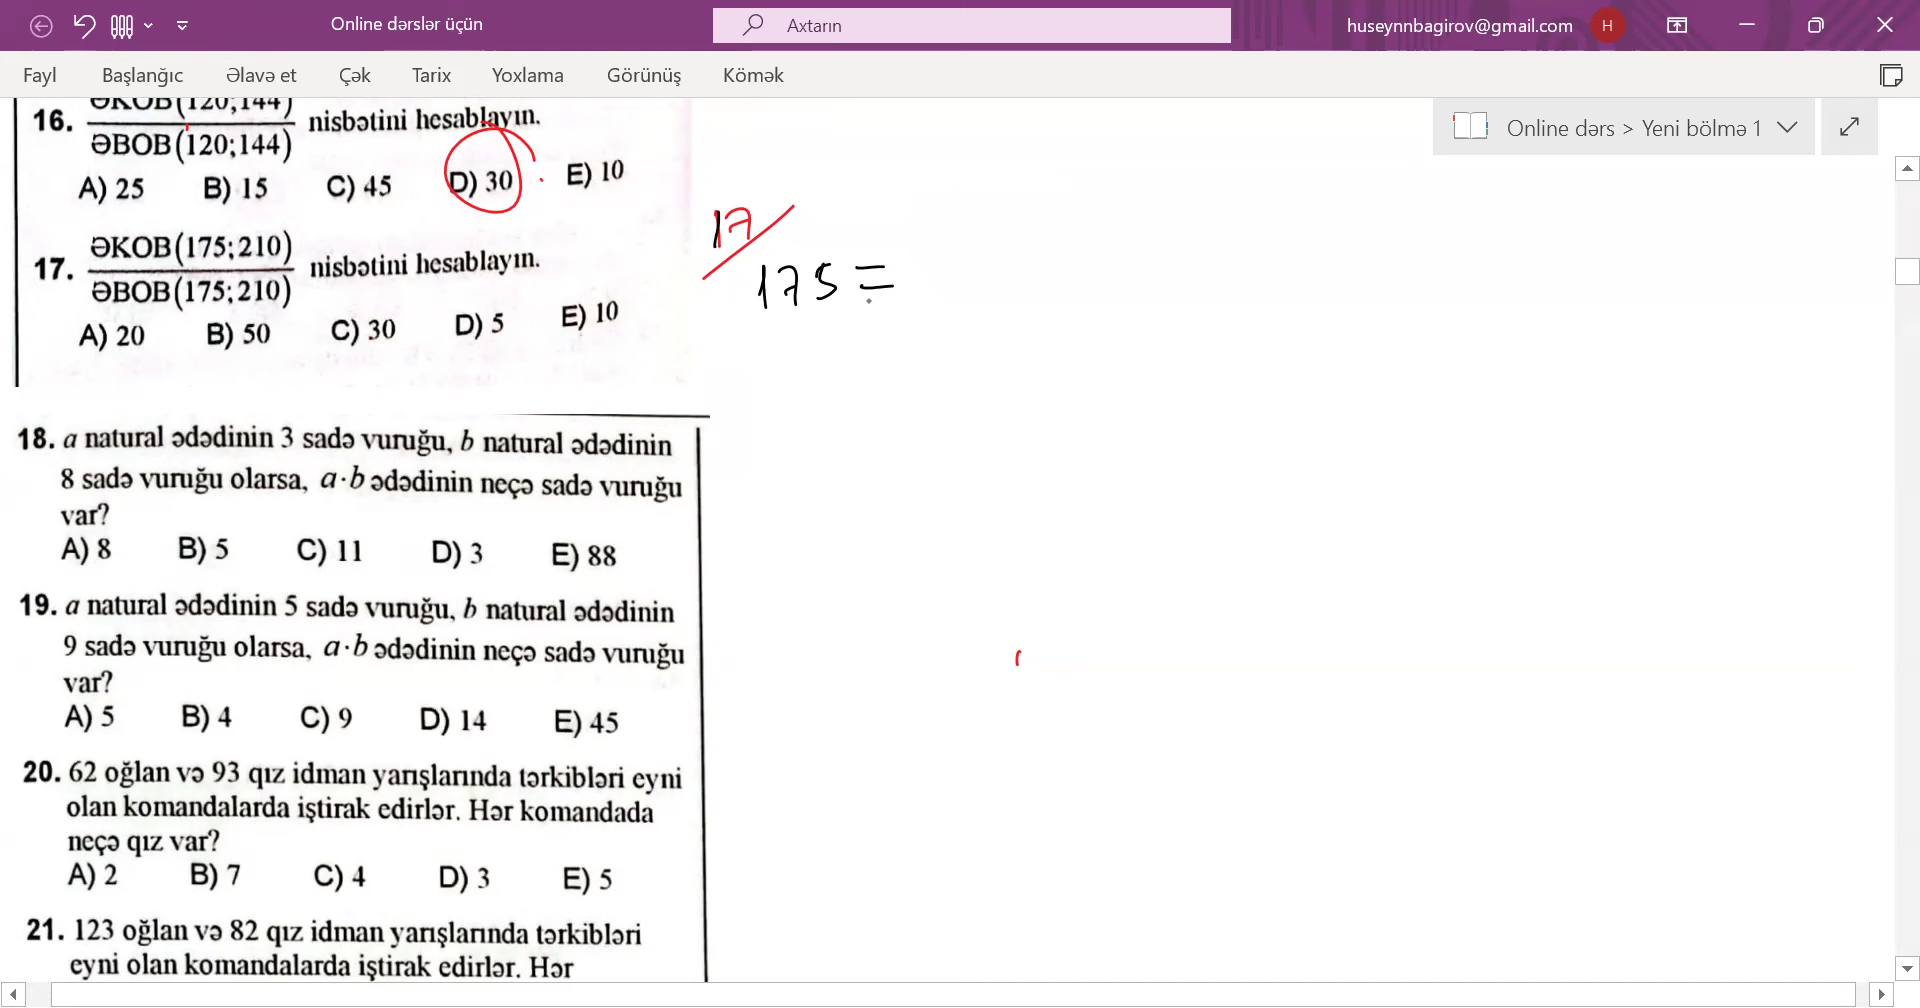 Online dərslər üçün
Axtarın
huseynnbagirov@gmail.com
H
Fayl Başlanğıc Əlavə et Çək Tarix Yoxlama Görünüş Kömək
Online dərs > Yeni bölmə 1
16. ƏKOB(120;144)
ƏBOB(120;144)
nisbətini hesablayın.
A) 25 B) 15 C) 45 D) 30 E) 10
17. ƏKOB(175;210)
ƏBOB(175;210)
nisbətini hesablayın.
A) 20 B) 50 C) 30 D) 5 E) 10
17
175 =
18. a natural ədədinin 3 sadə vuruğu, b natural ədədinin
8 sadə vuruğu olarsa, a·b ədədinin neçə sadə vuruğu
var?
A) 8 B) 5 C) 11 D) 3 E) 88
19. a natural ədədinin 5 sadə vuruğu, b natural ədədinin
9 sadə vuruğu olarsa, a·b ədədinin neçə sadə vuruğu
var?
A) 5 B) 4 C) 9 D) 14 E) 45
20. 62 oğlan və 93 qız idman yarışlarında tərkibləri eyni
olan komandalarda iştirak edirlər. Hər komandada
neçə qız var?
A) 2 B) 7 C) 4 D) 3 E) 5
21. 123 oğlan və 82 qız idman yarışlarında tərkibləri
eyni olan komandalarda iştirak edirlər. Hər